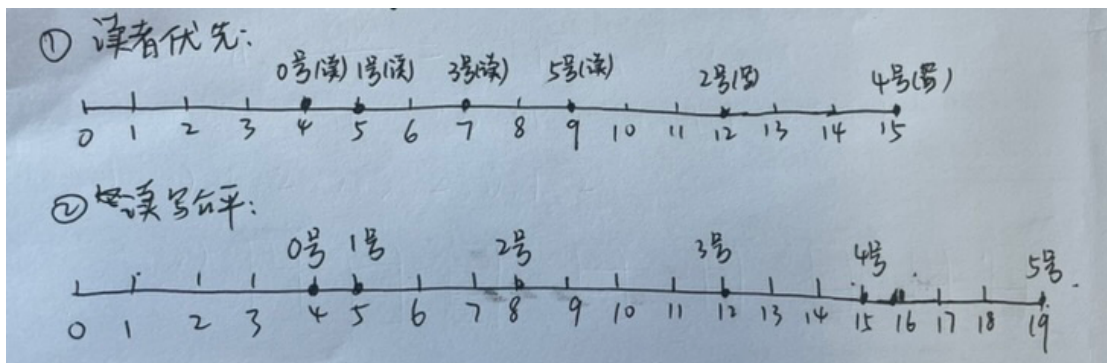 ① 读者优先:
0号(读) 1号(读) 3号(读) 5号(读) 2号(写) 4号(写)
0 1 2 3 4 5 6 7 8 9 10 11 12 13 14 15
② 读写公平:
0号 1号 2号 3号 4号 5号
0 1 2 3 4 5 6 7 8 9 10 11 12 13 14 15 16 17 18 19